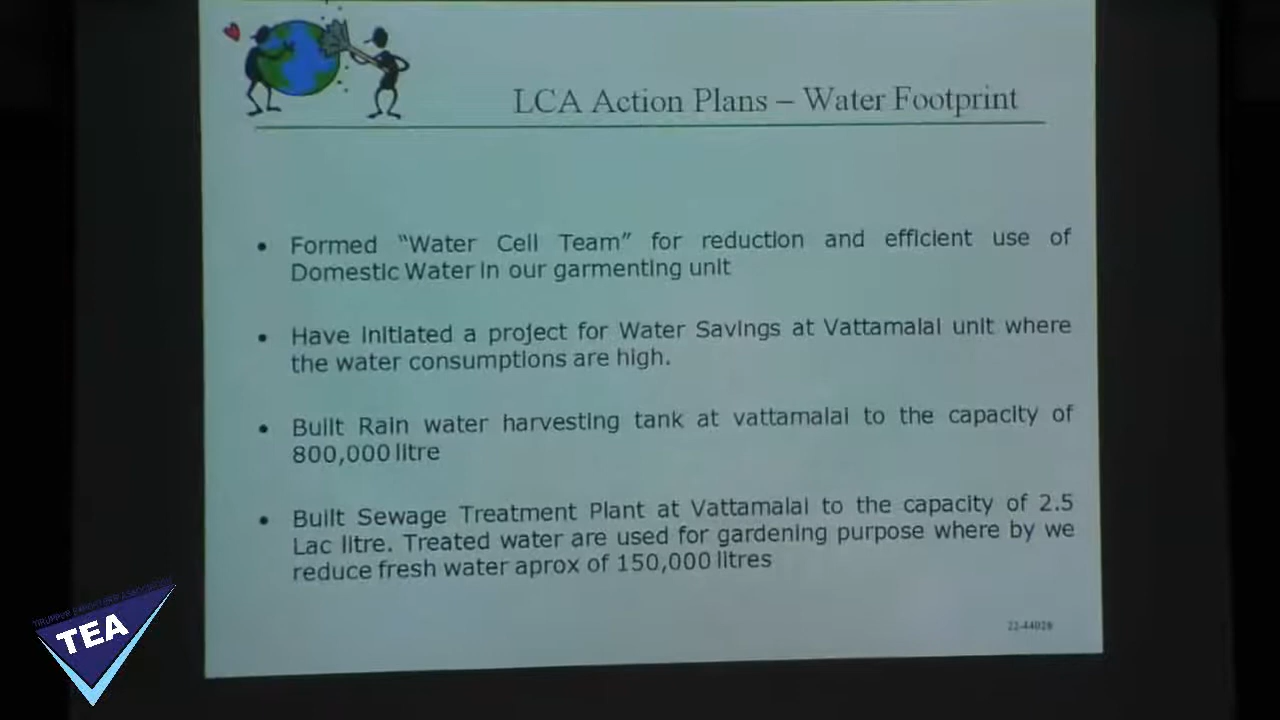 LCA Action Plans – Water Footprint
• Formed “Water Cell Team” for reduction and efficient use of
Domestic Water in our garmenting unit
• Have initiated a project for Water Savings at Vattamalai unit where
the water consumptions are high.
• Built Rain water harvesting tank at vattamalai to the capacity of
800,000 litre
• Built Sewage Treatment Plant at Vattamalai to the capacity of 2.5
Lac litre. Treated water are used for gardening purpose where by we
reduce fresh water aprox of 150,000 litres
TIRUPPUR EXPORTERS ASSOCIATION
TEA